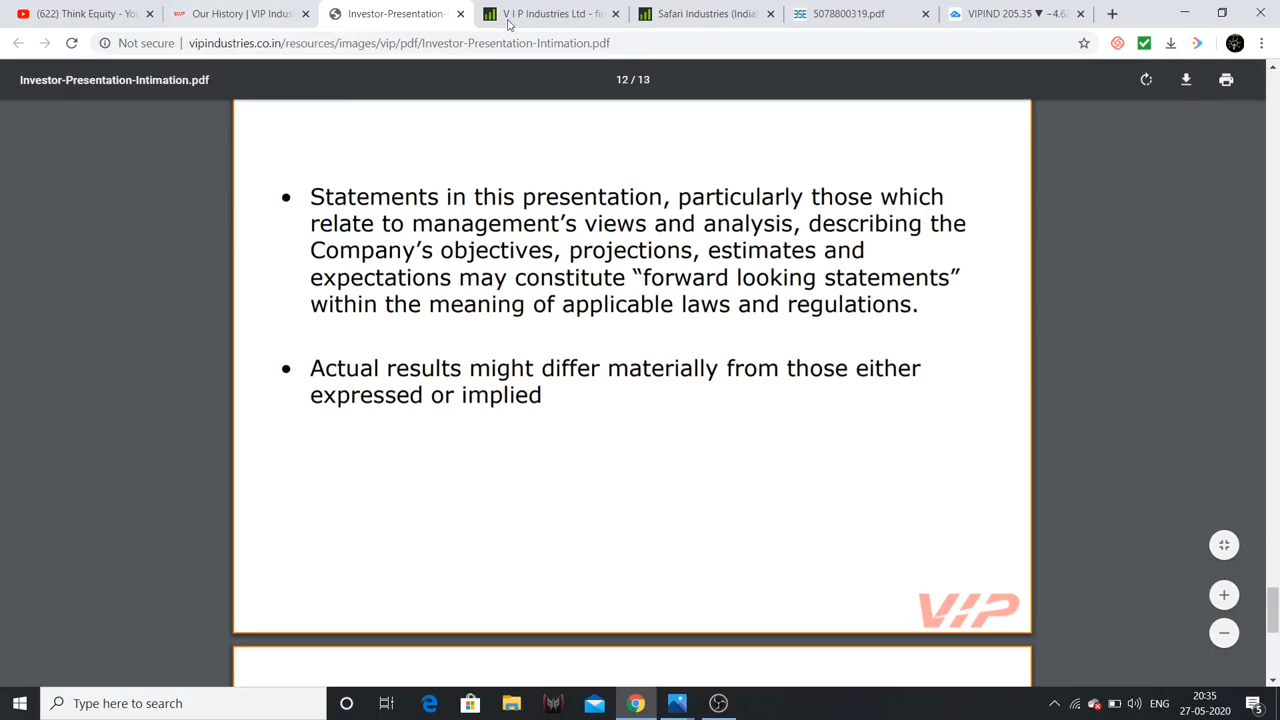 (622) Think Equity - 
Our History | VIP Indust
Investor-Presentation-
V I P Industries Ltd - fi
Safari Industries (India)
5078800319.pdf
VIPIND 205.35 ▼ −4.62
Not secure
vipindustries.co.in/resources/images/vip/pdf/Investor-Presentation-Intimation.pdf
Investor-Presentation-Intimation.pdf
12 / 13
• Statements in this presentation, particularly those which
relate to management’s views and analysis, describing the
Company’s objectives, projections, estimates and
expectations may constitute “forward looking statements”
within the meaning of applicable laws and regulations.
• Actual results might differ materially from those either
expressed or implied
VIP
Type here to search
ENG
20:35
27-05-2020
5